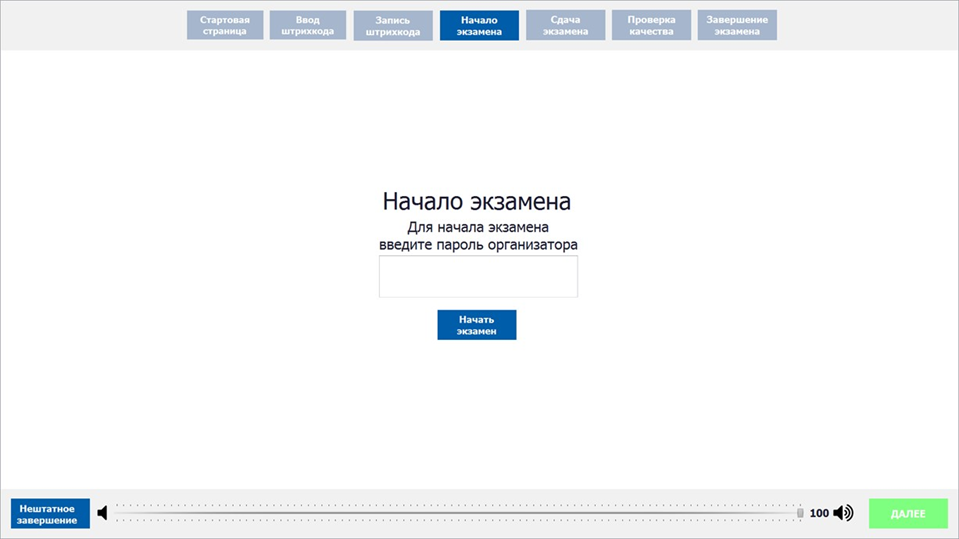 Стартовая
страница
Ввод
штрихкода
Запись
штрихкода
Начало
экзамена
Сдача
экзамена
Проверка
качества
Завершение
экзамена
Начало экзамена
Для начала экзамена
введите пароль организатора
Начать
экзамен
Нештатное
завершение
100
ДАЛЕЕ